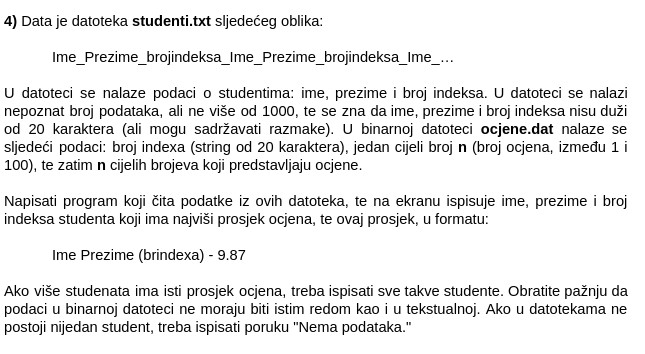 4) Data je datoteka studenti.txt sljedećeg oblika:
Ime_Prezime_brojindeksa_Ime_Prezime_brojindeksa_Ime_…
U datoteci se nalaze podaci o studentima: ime, prezime i broj indeksa. U datoteci se nalazi
nepoznat broj podataka, ali ne više od 1000, te se zna da ime, prezime i broj indeksa nisu duži
od 20 karaktera (ali mogu sadržavati razmake). U binarnoj datoteci ocjene.dat nalaze se
sljedeći podaci: broj indexa (string od 20 karaktera), jedan cijeli broj n (broj ocjena, između 1 i
100), te zatim n cijelih brojeva koji predstavljaju ocjene.
Napisati program koji čita podatke iz ovih datoteka, te na ekranu ispisuje ime, prezime i broj
indeksa studenta koji ima najviši prosjek ocjena, te ovaj prosjek, u formatu:
Ime Prezime (brindexa) - 9.87
Ako više studenata ima isti prosjek ocjena, treba ispisati sve takve studente. Obratite pažnju da
podaci u binarnoj datoteci ne moraju biti istim redom kao i u tekstualnoj. Ako u datotekama ne
postoji nijedan student, treba ispisati poruku "Nema podataka."